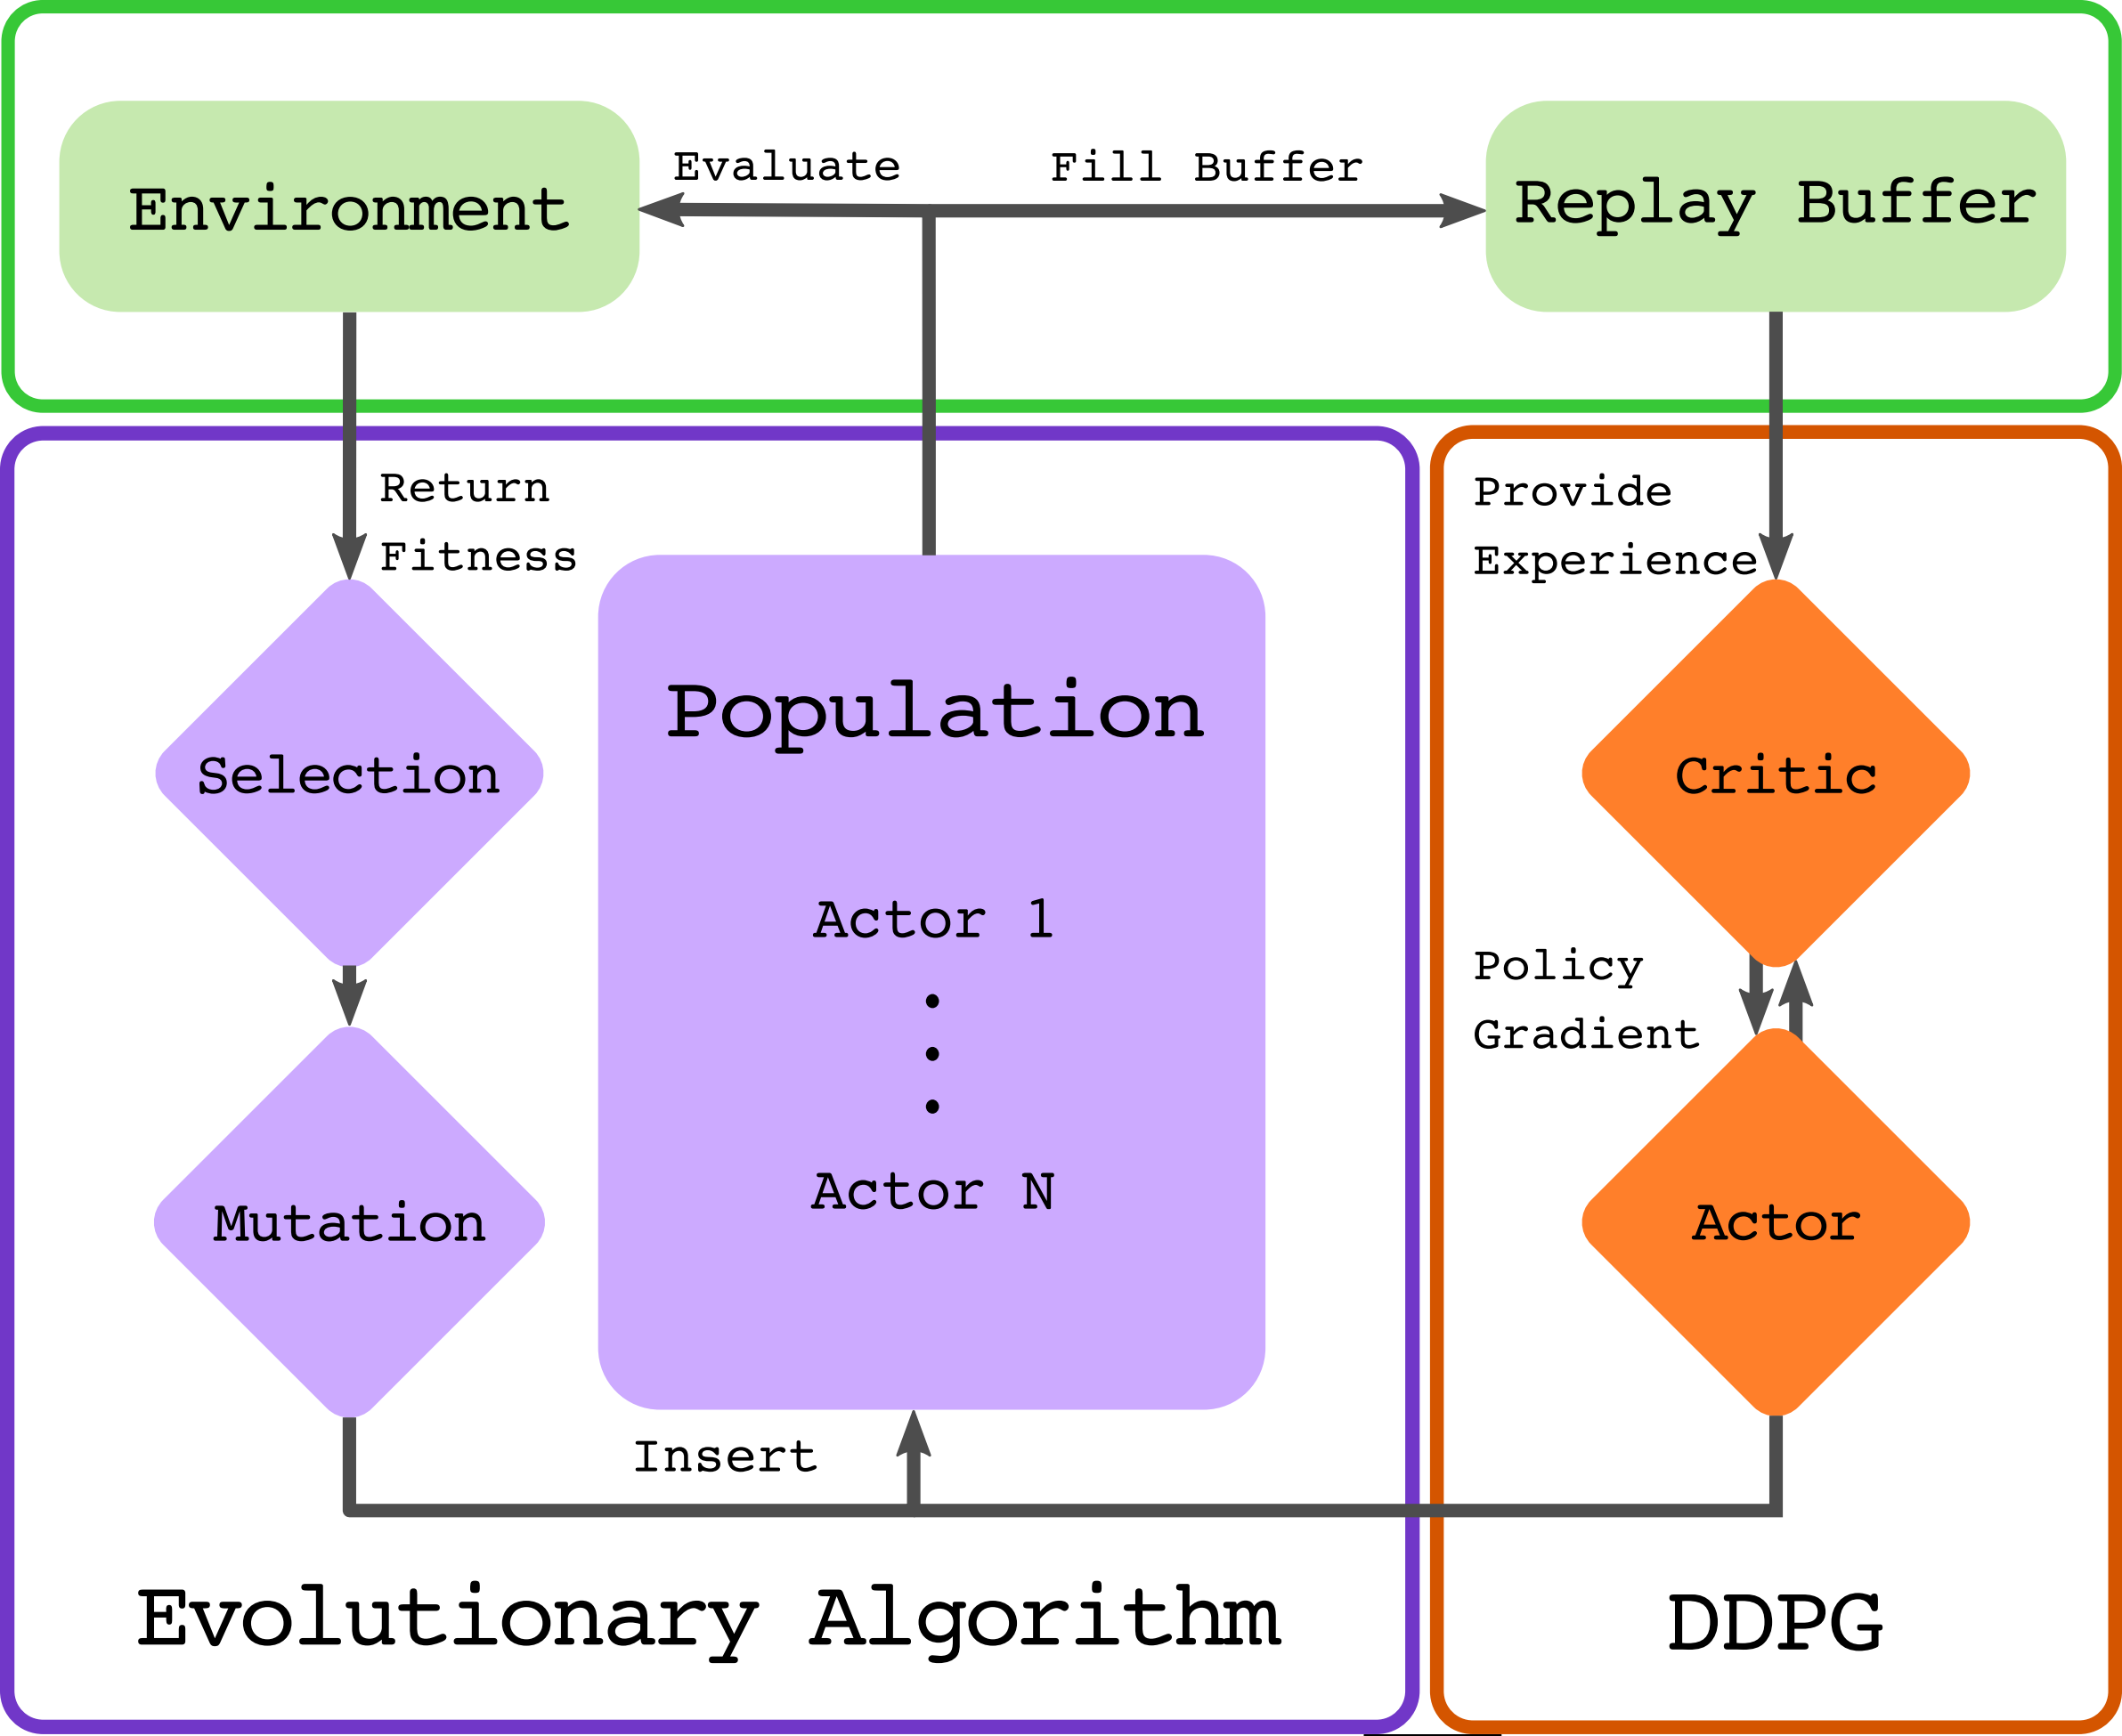 Evaluate
Fill Buffer
Enviroment
Replay Buffer
Return
Fitness
Provide
Experience
Population
Selection
Critic
Actor 1
Policy
Gradient
Actor N
Mutation
Actor
Insert
Evolutionary Algorithm
DDPG